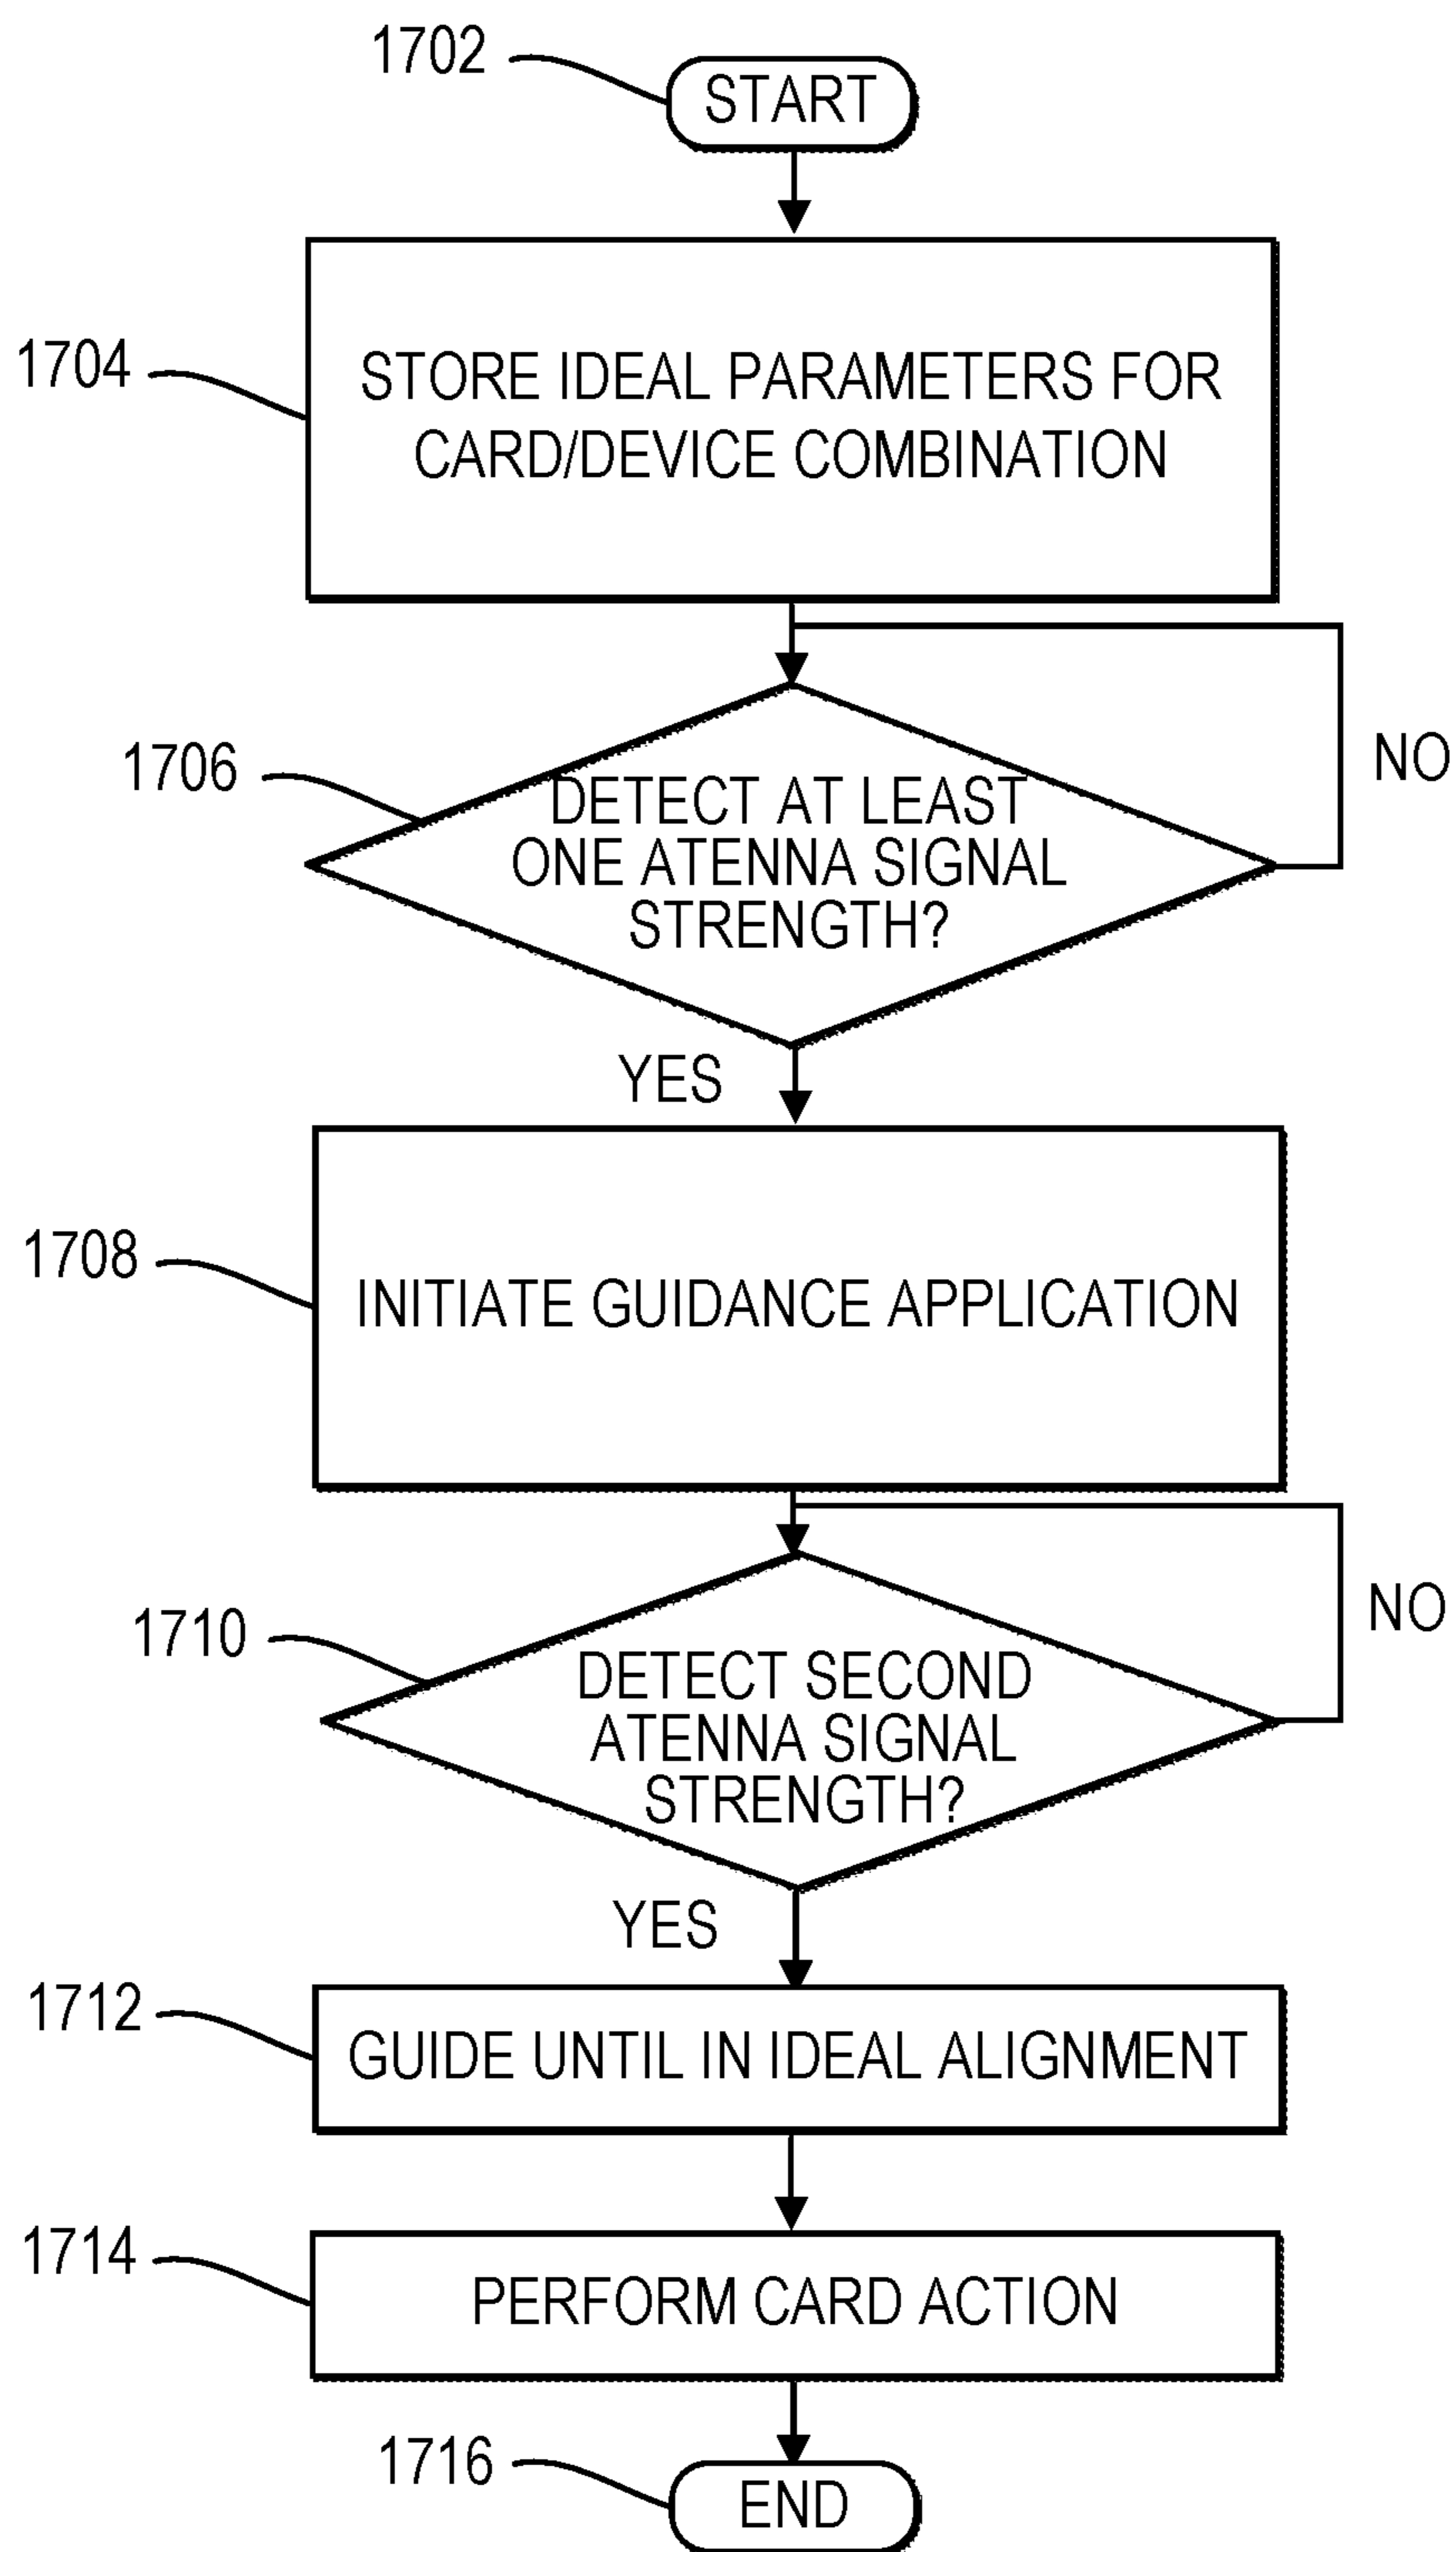 1702
START
1704
STORE IDEAL PARAMETERS FOR
CARD/DEVICE COMBINATION
1706
NO
DETECT AT LEAST
ONE ATENNA SIGNAL
STRENGTH?
YES
1708
INITIATE GUIDANCE APPLICATION
1710
NO
DETECT SECOND
ATENNA SIGNAL
STRENGTH?
YES
1712
GUIDE UNTIL IN IDEAL ALIGNMENT
1714
PERFORM CARD ACTION
1716
END